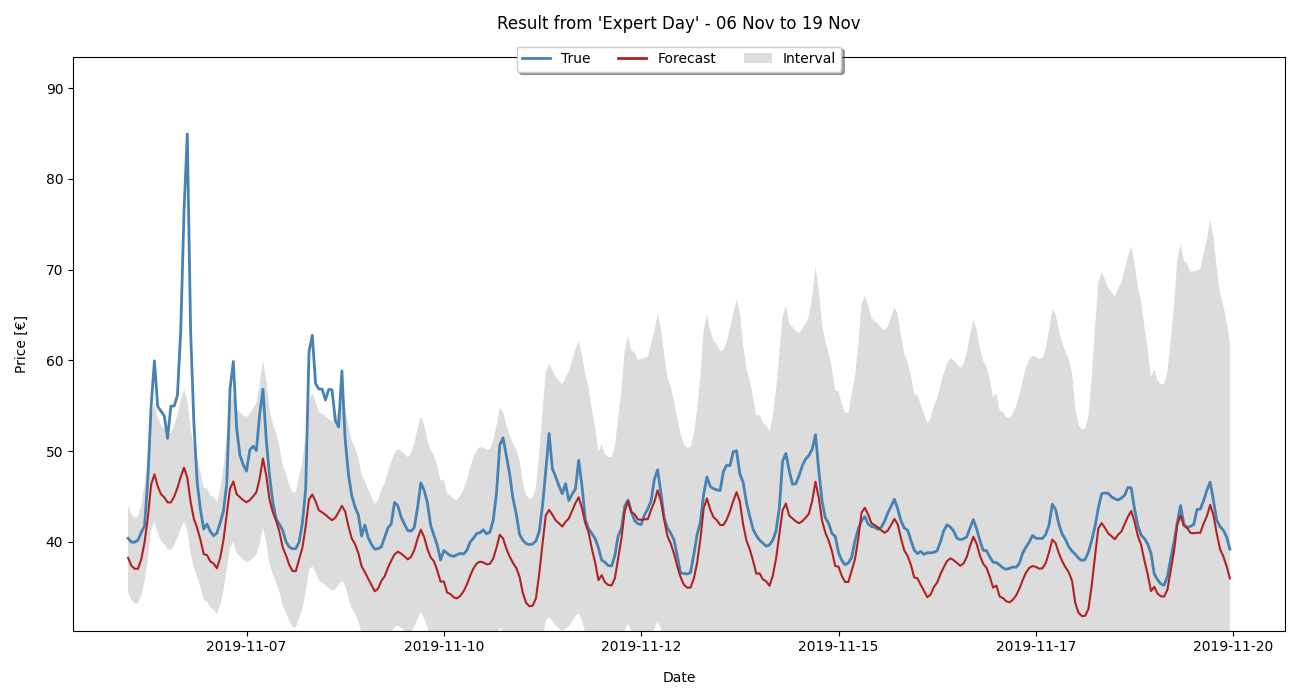 Result from 'Expert Day' - 06 Nov to 19 Nov
True Forecast Interval
90
80
70
60
50
40
Price [€]
2019-11-07 2019-11-10 2019-11-12 2019-11-15 2019-11-17 2019-11-20
Date